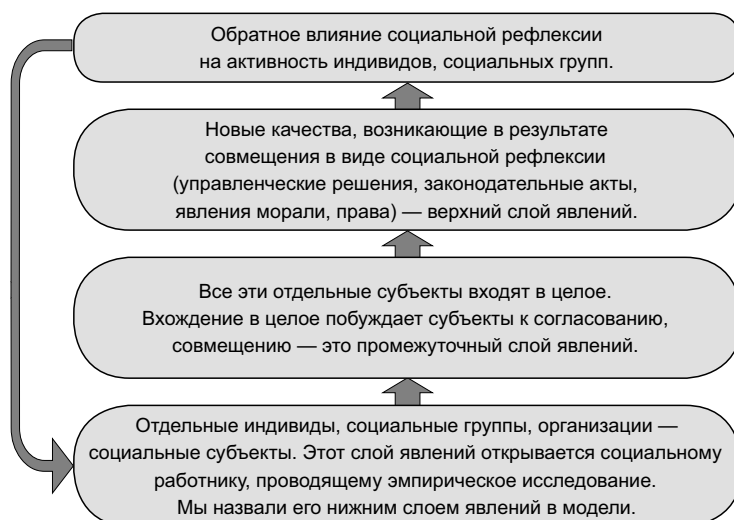 Обратное влияние социальной рефлексии
на активность индивидов, социальных групп.
Новые качества, возникающие в результате
совмещения в виде социальной рефлексии
(управленческие решения, законодательные акты,
явления морали, права) — верхний слой явлений.
Все эти отдельные субъекты входят в целое.
Вхождение в целое побуждает субъекты к согласованию,
совмещению — это промежуточный слой явлений.
Отдельные индивиды, социальные группы, организации —
социальные субъекты. Этот слой явлений открывается социальному
работнику, проводящему эмпирическое исследование.
Мы назвали его нижним слоем явлений в модели.